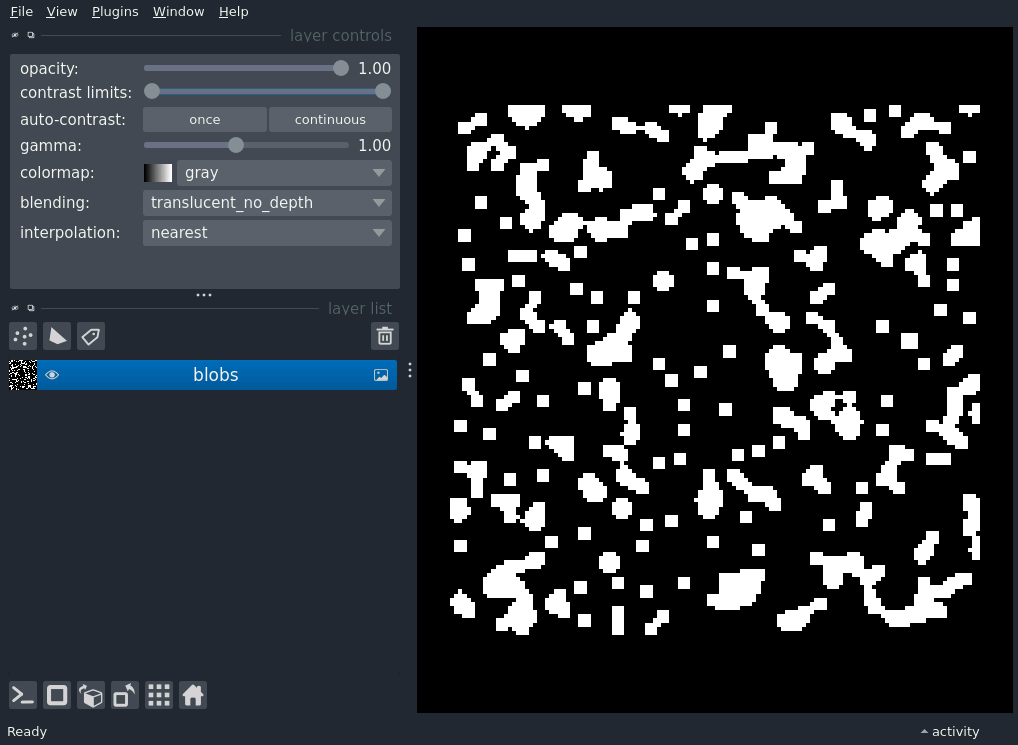 File View Plugins Window Help
layer controls
opacity: 1.00
contrast limits:
auto-contrast: once continuous
gamma: 1.00
colormap: gray
blending: translucent_no_depth
interpolation: nearest
layer list
blobs
Ready
activity